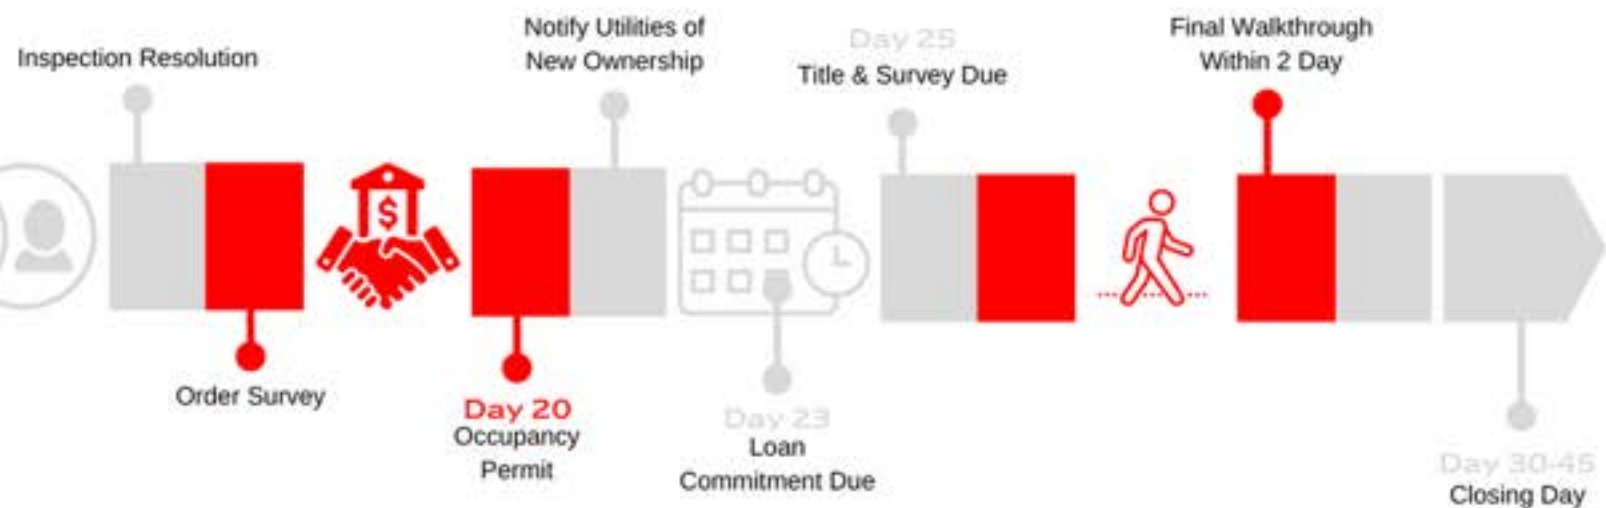 Inspection Resolution
Order Survey
$
Day 20
Occupancy
Permit
Notify Utilities of
New Ownership
Day 23
Loan
Commitment Due
Day 25
Title & Survey Due
Final Walkthrough
Within 2 Day
Day 30-45
Closing Day